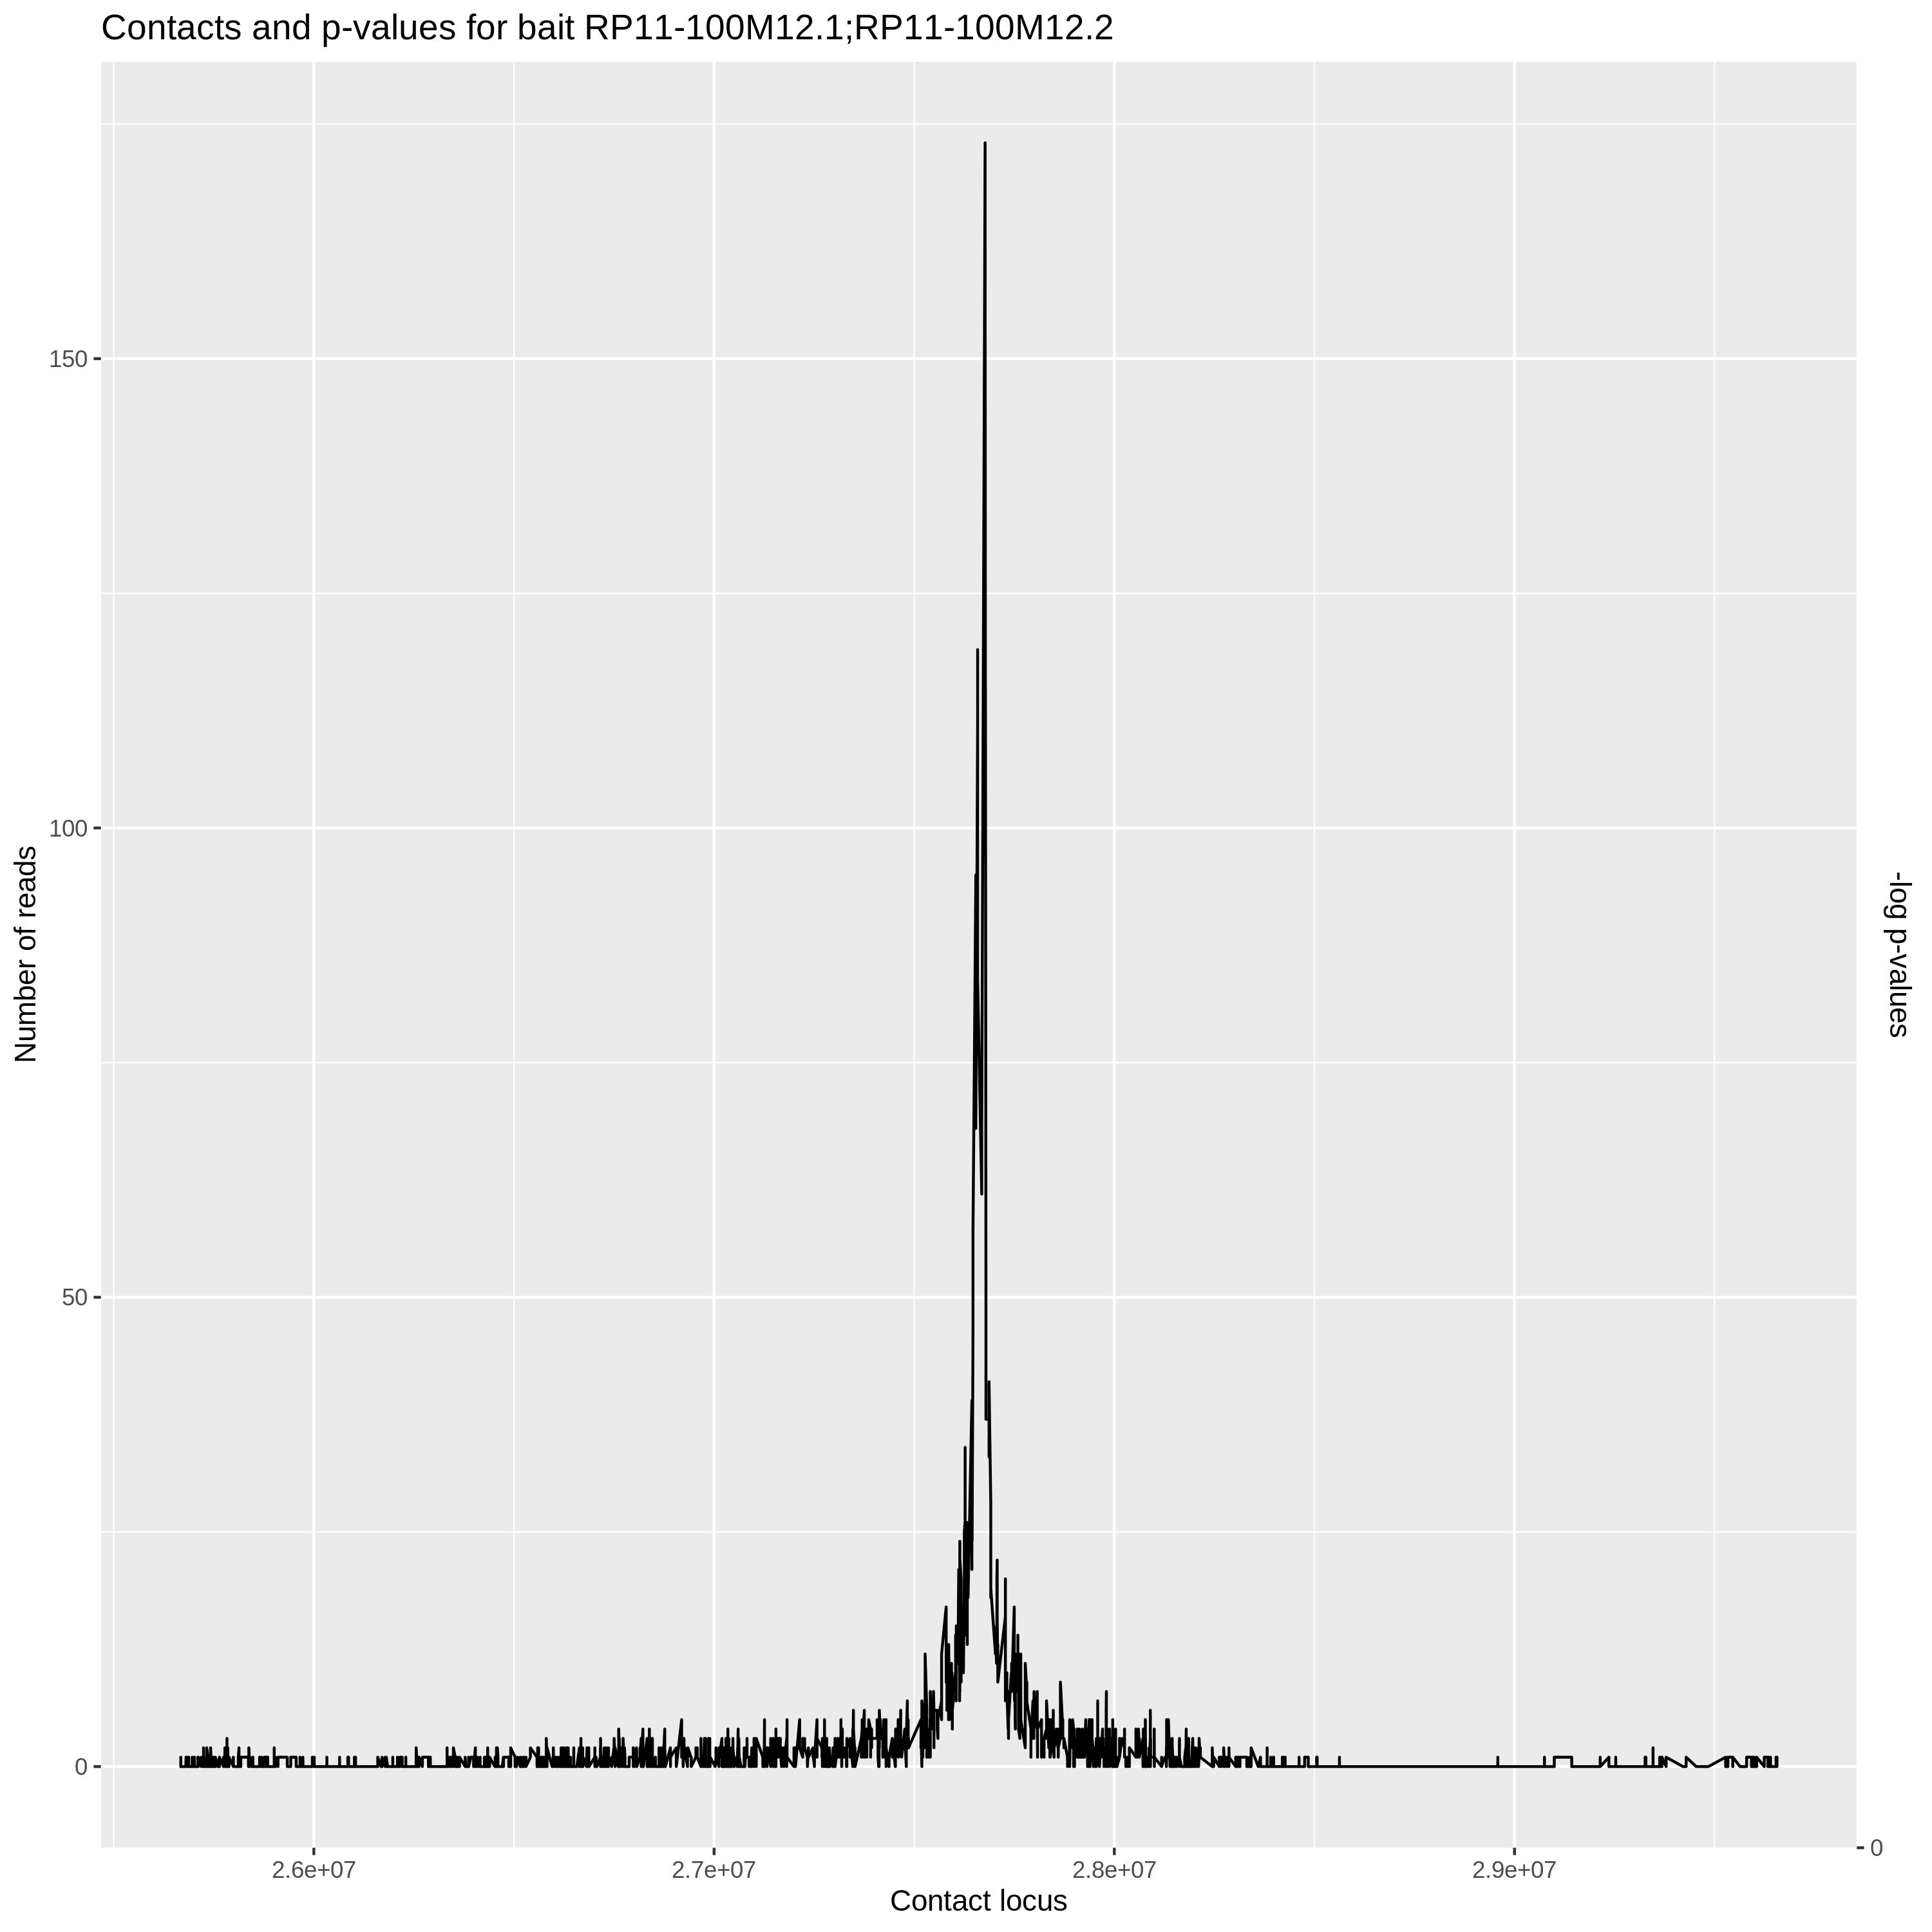 Contacts and p-values for bait RP11-100M12.1;RP11-100M12.2
150
100
50
0
Number of reads
-log p-values
0
2.6e+07 2.7e+07 2.8e+07 2.9e+07
Contact locus